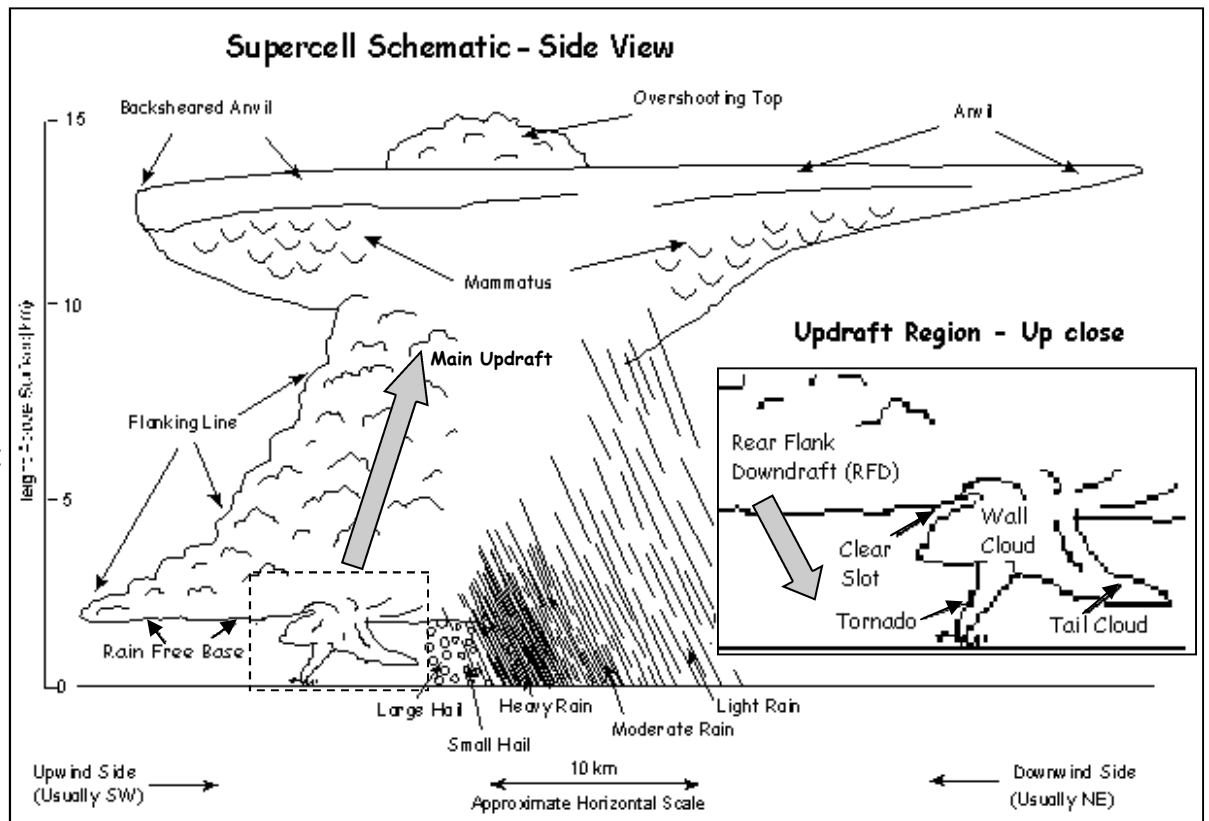 Supercell Schematic - Side View
Backsheared Anvil
Overshooting Top
Anvil
15
Mammatus
10
Updraft Region - Up close
Main Updraft
Flanking Line
Rear Flank
Downdraft (RFD)
5
Wall
Cloud
Clear
Slot
Tornado
Tail Cloud
Rain Free Base
0
Large Hail
Heavy Rain
Light Rain
Moderate Rain
Small Hail
Upwind Side
(Usually SW)
10 km
Approximate Horizontal Scale
Downwind Side
(Usually NE)